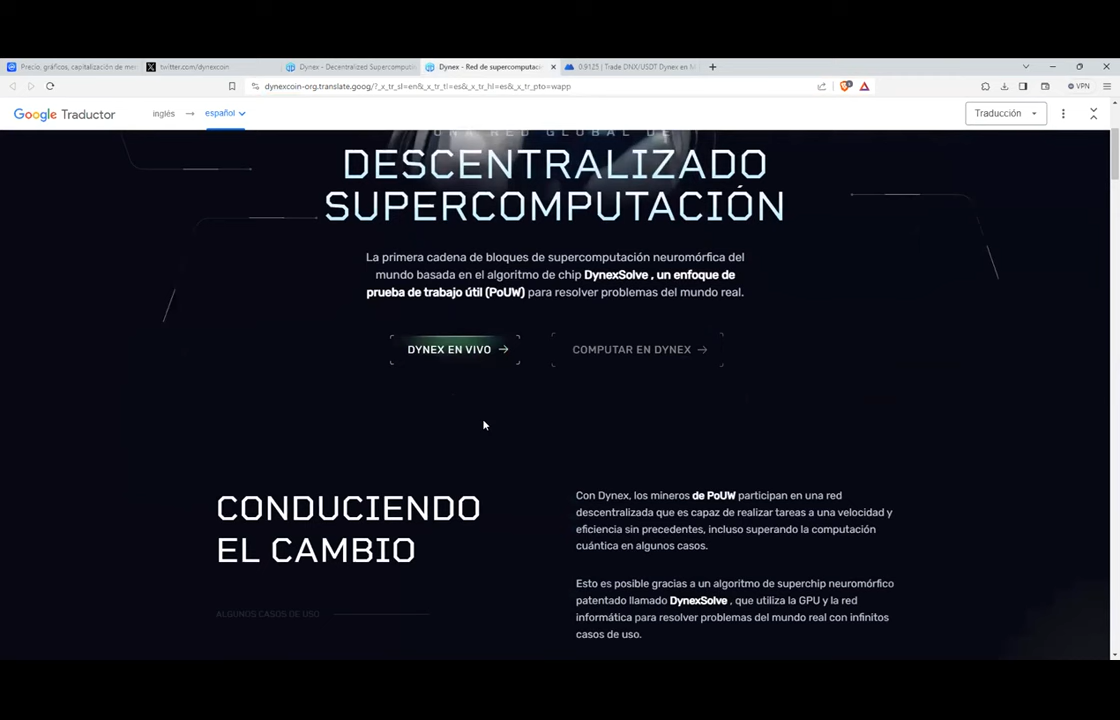 Precio, gráficos, capitalización de mer
twitter.com/dynexcoin
Dynex - Decentralized Supercomputi
Dynex - Red de supercomputaci
0.9125 | Trade DNX/USDT Dynex en M
dynexcoin-org.translate.goog/?_x_tr_sl=en&_x_tr_tl=es&_x_tr_hl=es&_x_tr_pto=wapp
VPN
Google Traductor
inglés
español
Traducción
UNA RED GLOBAL DE
DESCENTRALIZADO
SUPERCOMPUTACIÓN
La primera cadena de bloques de supercomputación neuromórfica del
mundo basada en el algoritmo de chip DynexSolve , un enfoque de
prueba de trabajo útil (PoUW) para resolver problemas del mundo real.
DYNEX EN VIVO
COMPUTAR EN DYNEX
CONDUCIENDO
EL CAMBIO
ALGUNOS CASOS DE USO
Con Dynex, los mineros de PoUW participan en una red
descentralizada que es capaz de realizar tareas a una velocidad y
eficiencia sin precedentes, incluso superando la computación
cuántica en algunos casos.
Esto es posible gracias a un algoritmo de superchip neuromórfico
patentado llamado DynexSolve , que utiliza la GPU y la red
informática para resolver problemas del mundo real con infinitos
casos de uso.